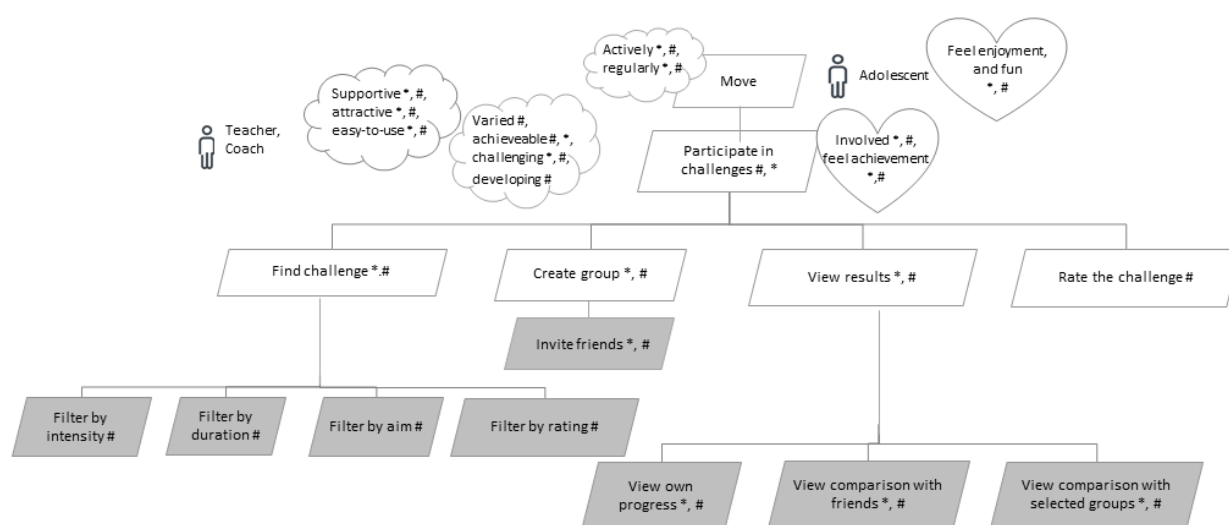 Actively *, #,
regularly *, #
Move
Adolescent
Feel enjoyment,
and fun
*, #
Teacher,
Coach
Supportive *, #,
attractive *, #,
easy-to-use *, #
Varied #,
achieveable #, *,
challenging *, #,
developing #
Participate in
challenges #, *
Involved *, #,
feel achievement
*,#
Find challenge *.#
Create group *, #
View results *, #
Rate the challenge #
Invite friends *, #
Filter by
intensity #
Filter by
duration #
Filter by aim #
Filter by rating #
View own
progress *, #
View comparison with
friends *, #
View comparison with
selected groups *, #